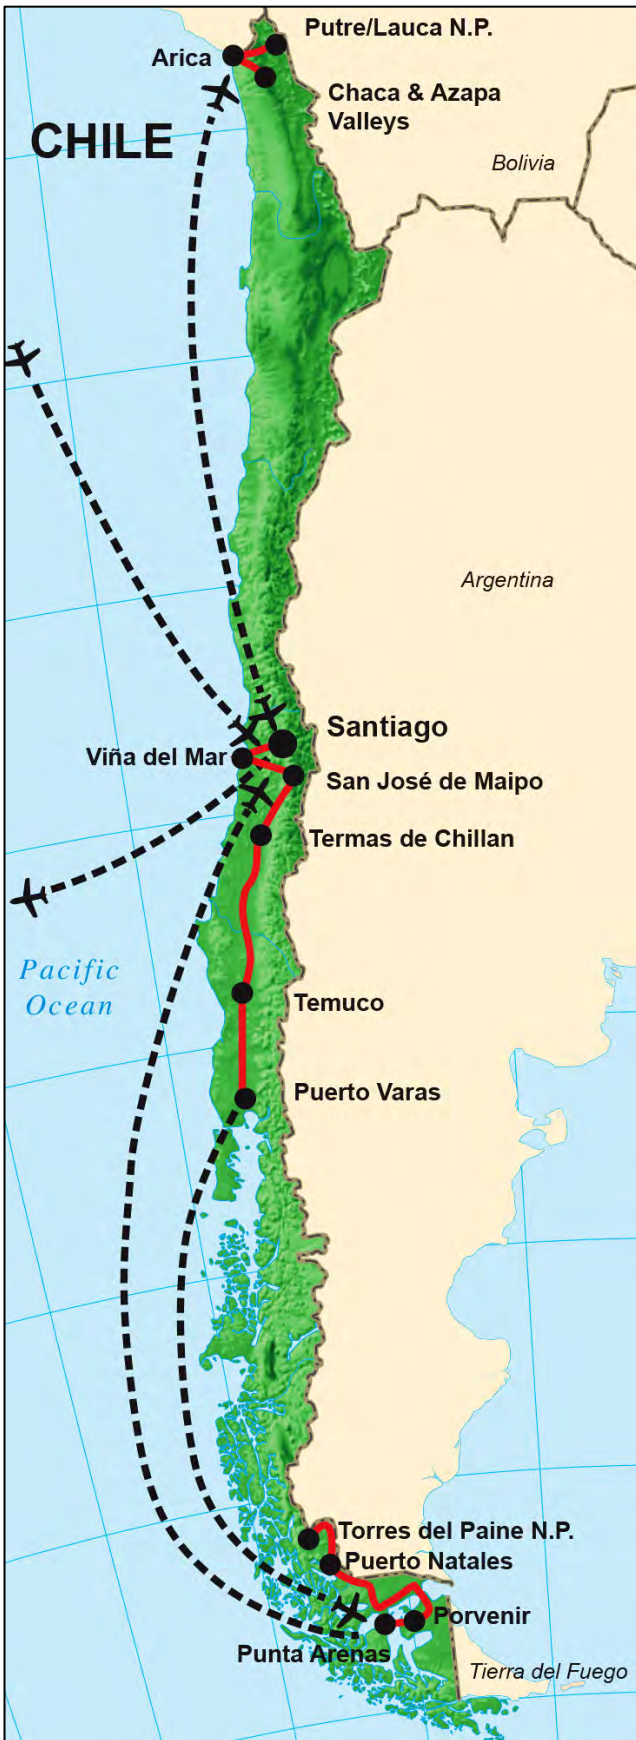 Putre/Lauca N.P.
Arica
Chaca & Azapa
Valleys
CHILE
Bolivia
Argentina
Santiago
Viña del Mar
San José de Maipo
Termas de Chillan
Pacific
Ocean
Temuco
Puerto Varas
Torres del Paine N.P.
Puerto Natales
Porvenir
Punta Arenas
Tierra del Fuego